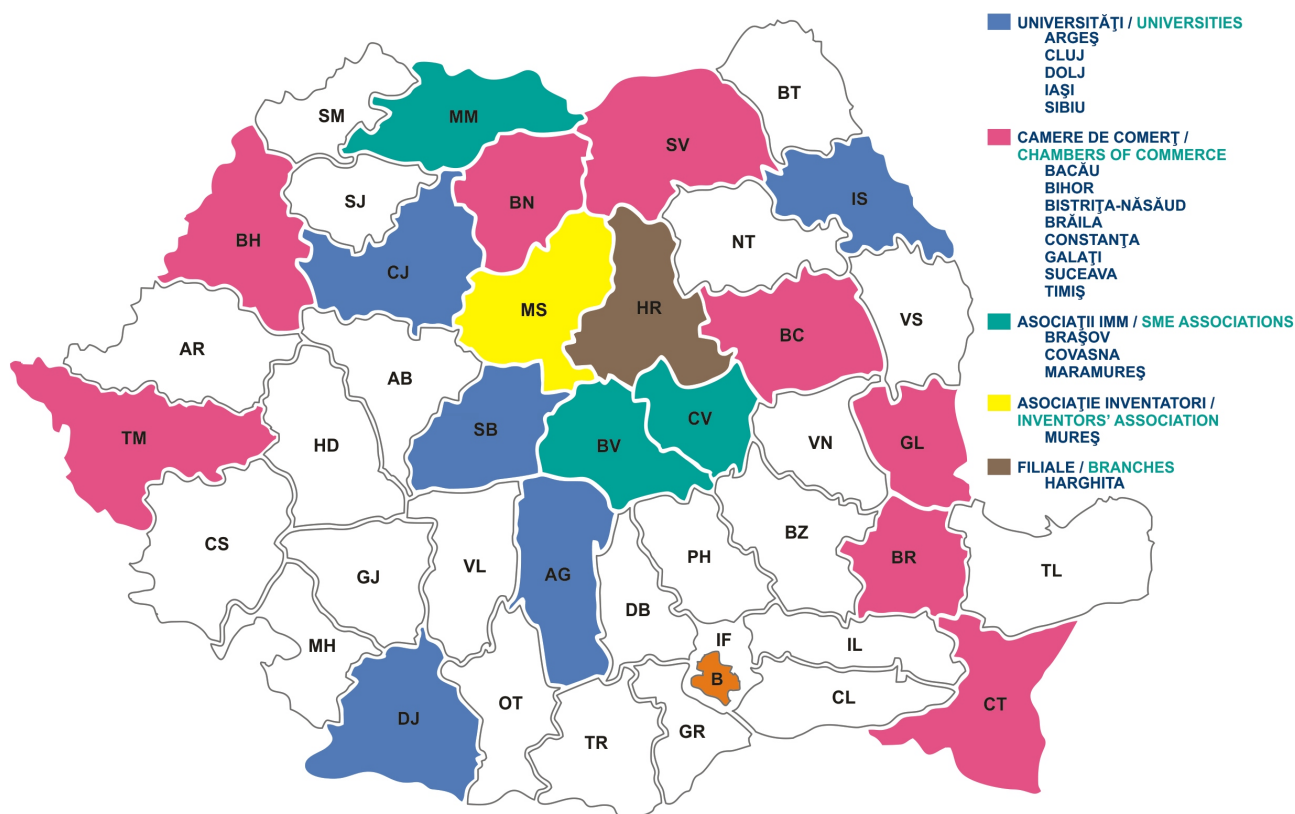 UNIVERSITĂŢI / UNIVERSITIES
ARGEŞ
CLUJ
DOLJ
IAŞI
SIBIU
CAMERE DE COMERŢ /
CHAMBERS OF COMMERCE
BACĂU
BIHOR
BISTRIŢA-NĂSĂUD
BRĂILA
CONSTANŢA
GALAŢI
SUCEAVA
TIMIŞ
ASOCIAŢII IMM / SME ASSOCIATIONS
BRAŞOV
COVASNA
MARAMUREŞ
ASOCIAŢIE INVENTATORI /
INVENTORS' ASSOCIATION
MUREŞ
FILIALE / BRANCHES
HARGHITA
BT
SM
MM
SV
SJ
BN
IS
BH
CJ
NT
MS
HR
VS
AR
AB
BC
TM
HD
SB
BV
CV
VN
GL
CS
GJ
VL
AG
DB
PH
BZ
BR
TL
MH
IF
IL
B
DJ
OT
TR
GR
CL
CT